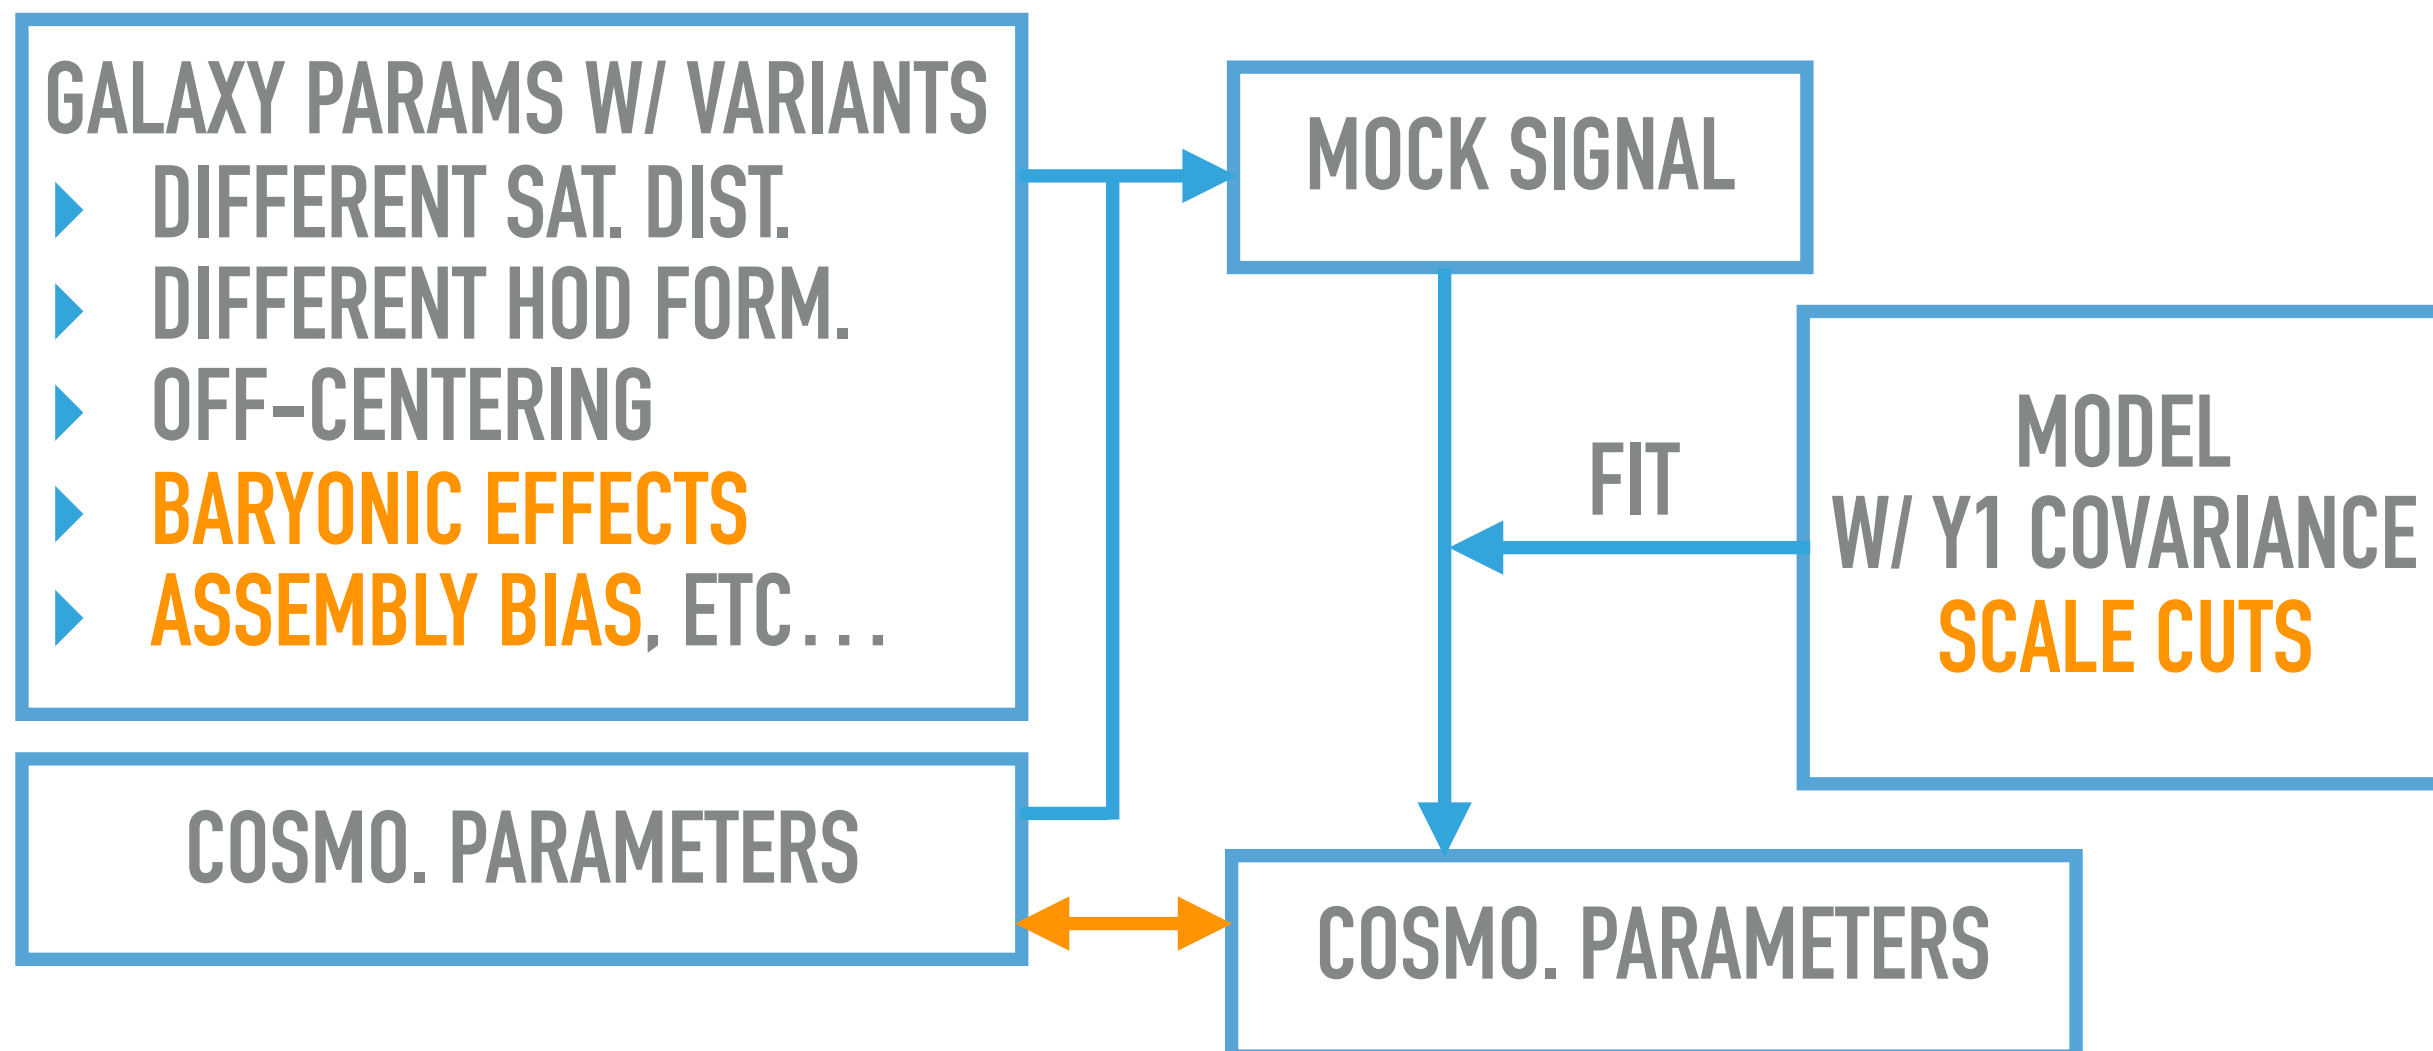 GALAXY PARAMS W/ VARIANTS
DIFFERENT SAT. DIST.
DIFFERENT HOD FORM.
OFF-CENTERING
BARYONIC EFFECTS
ASSEMBLY BIAS, ETC...
COSMO. PARAMETERS
MOCK SIGNAL
FIT
MODEL
W/ Y1 COVARIANCE
SCALE CUTS
COSMO. PARAMETERS